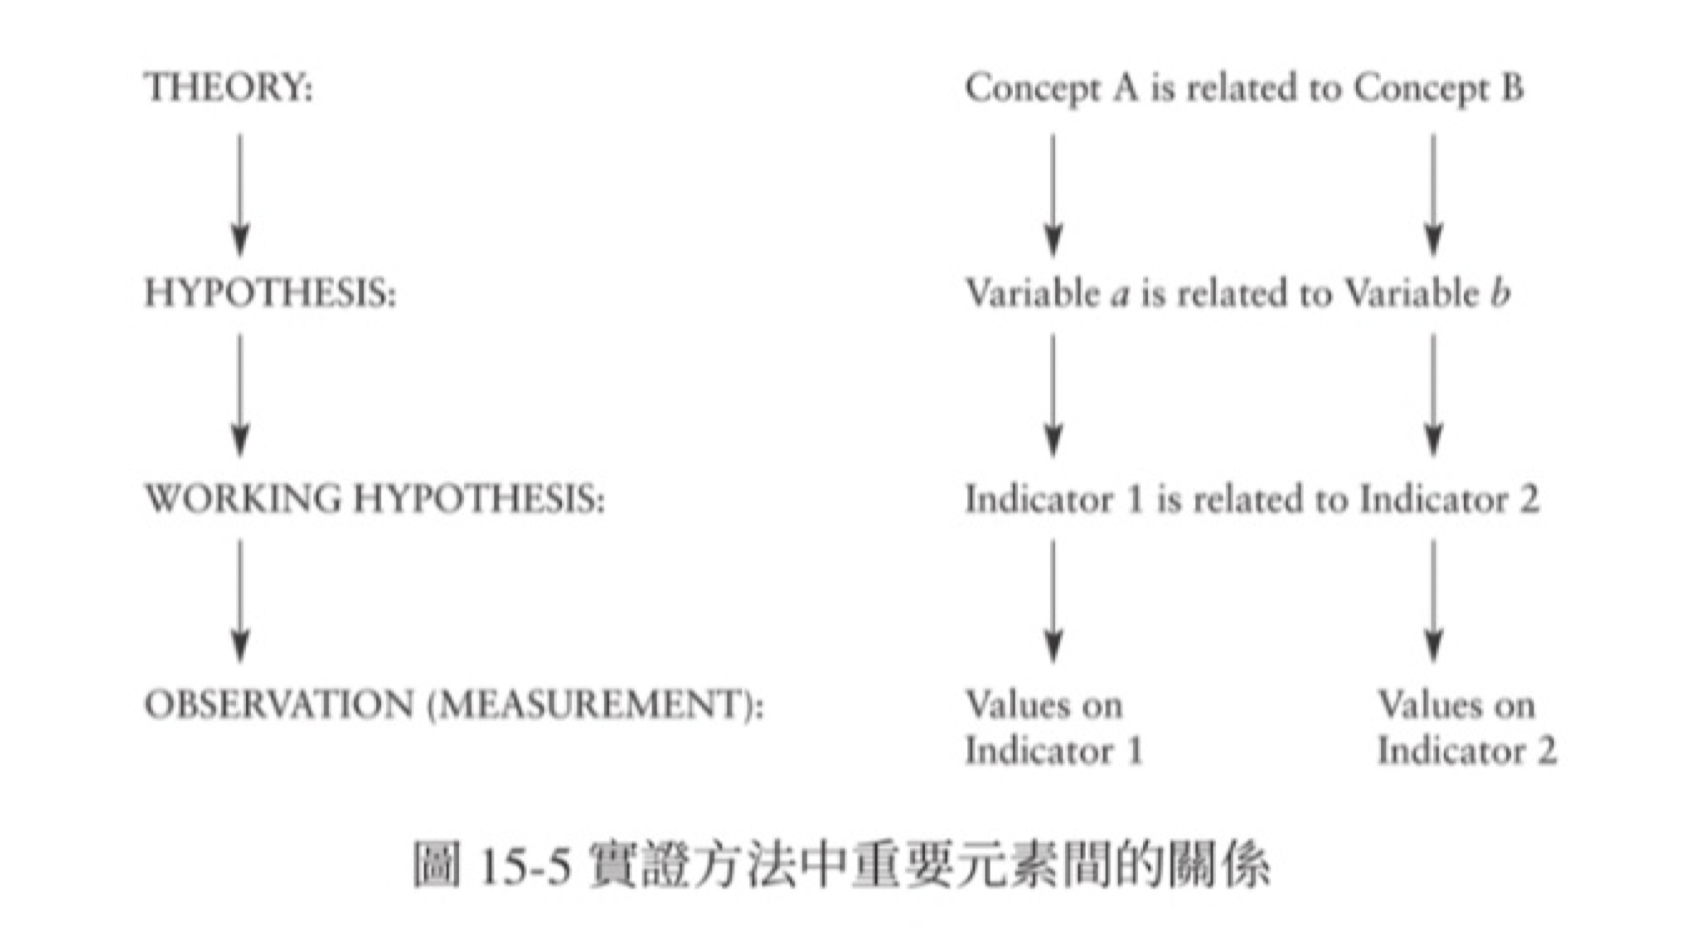 THEORY: Concept A is related to Concept B
HYPOTHESIS: Variable a is related to Variable b
WORKING HYPOTHESIS: Indicator 1 is related to Indicator 2
OBSERVATION (MEASUREMENT): Values on Values on
Indicator 1 Indicator 2
圖 15-5 實證方法中重要元素間的關係